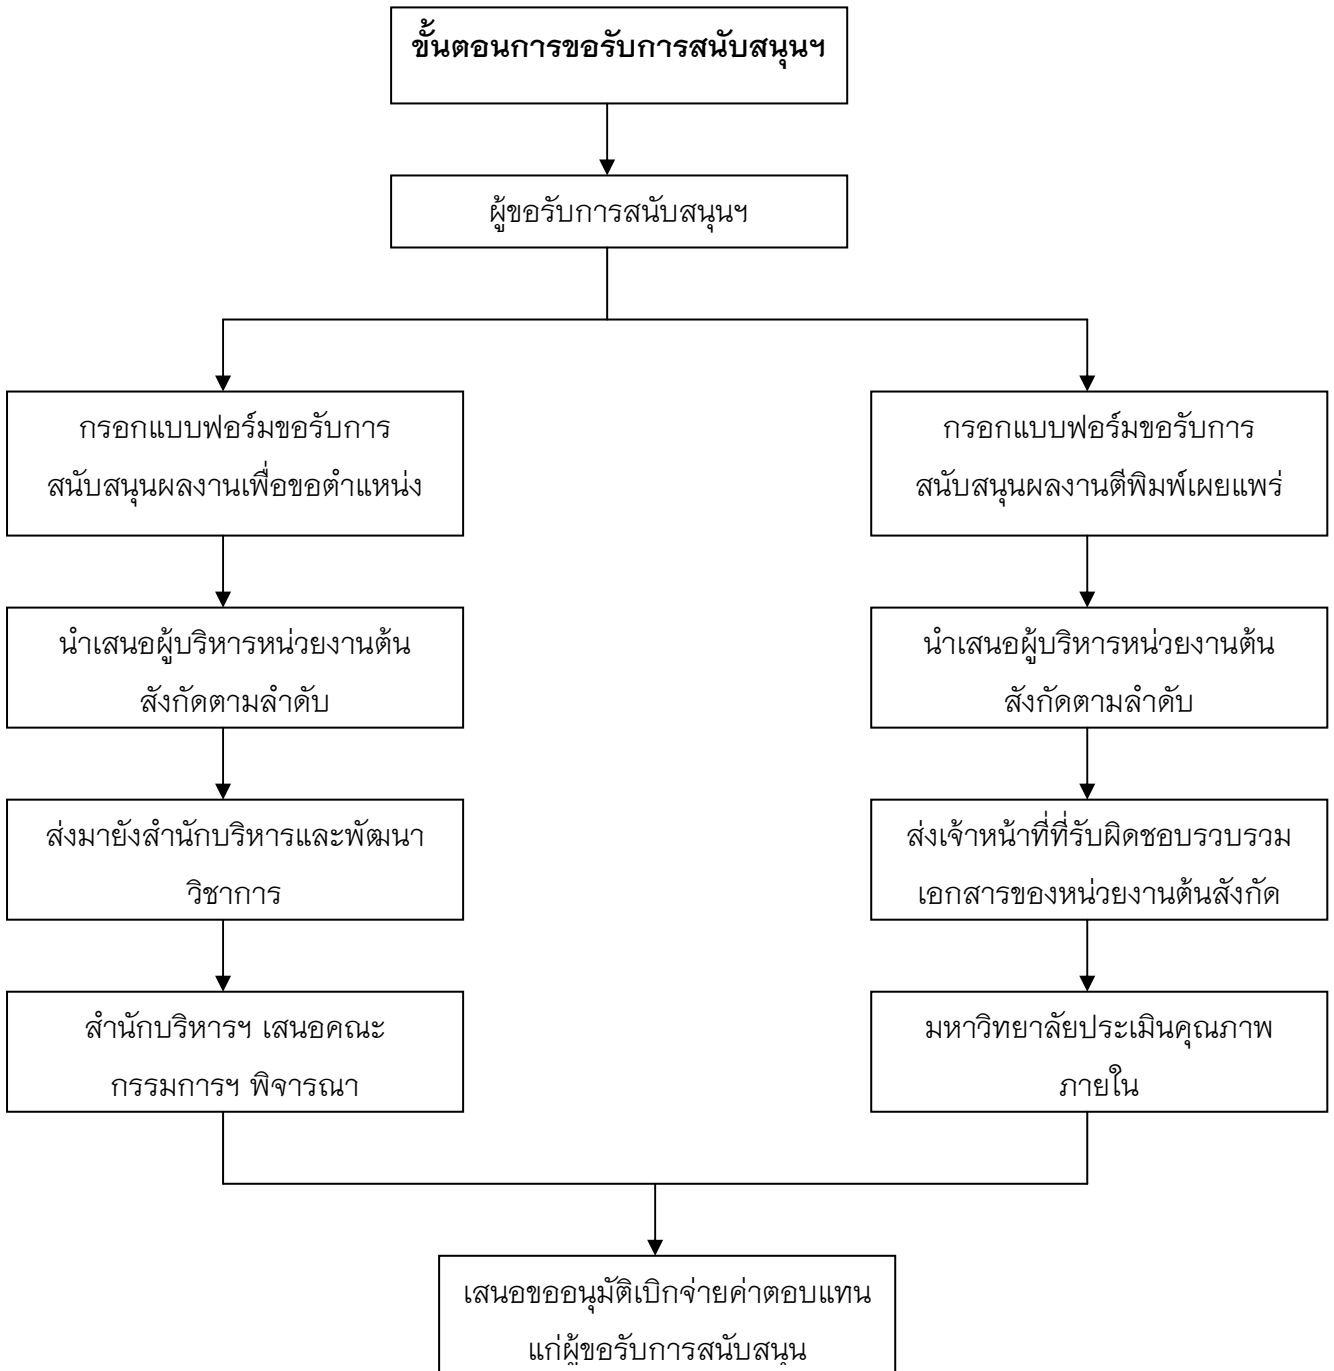 ขั้นตอนการขอรับการสนับสนุนฯ
ผู้ขอรับการสนับสนุนฯ
กรอกแบบฟอร์มขอรับการ
สนับสนุนผลงานเพื่อขอตำแหน่ง
กรอกแบบฟอร์มขอรับการ
สนับสนุนผลงานตีพิมพ์เผยแพร่
นำเสนอผู้บริหารหน่วยงานต้น
สังกัดตามลำดับ
นำเสนอผู้บริหารหน่วยงานต้น
สังกัดตามลำดับ
ส่งมายังสำนักบริหารและพัฒนา
วิชาการ
ส่งเจ้าหน้าที่ที่รับผิดชอบรวบรวม
เอกสารของหน่วยงานต้นสังกัด
สำนักบริหารฯ เสนอคณะ
กรรมการฯ พิจารณา
มหาวิทยาลัยประเมินคุณภาพ
ภายใน
เสนอขออนุมัติเบิกจ่ายค่าตอบแทน
แก่ผู้ขอรับการสนับสนุน